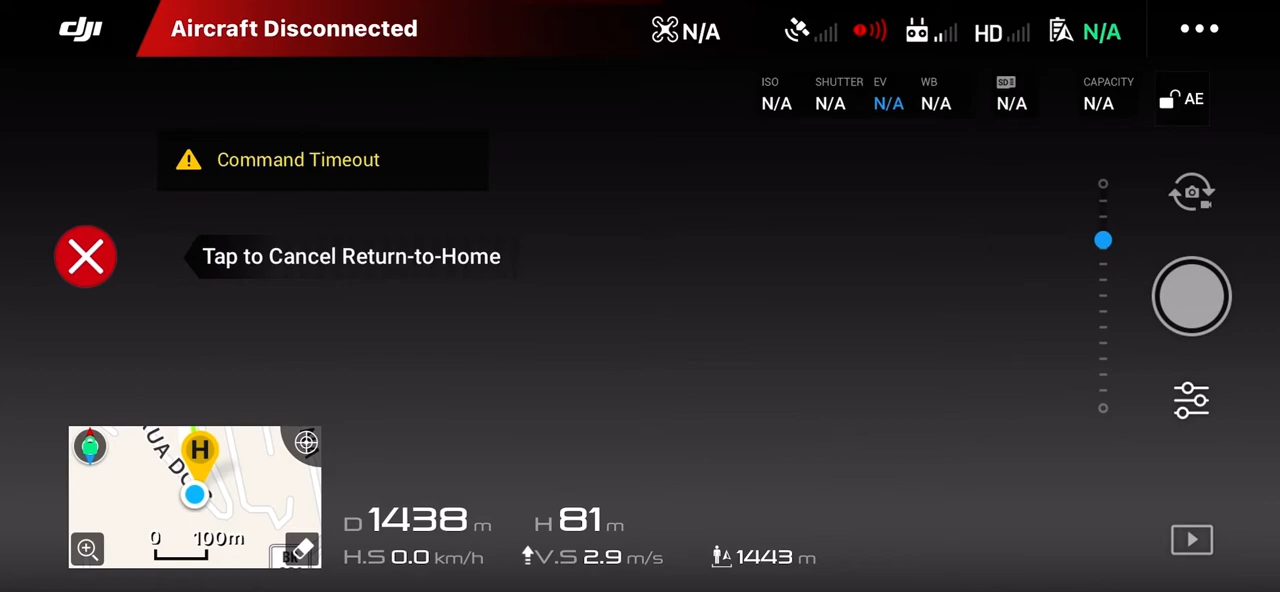 dji
Aircraft Disconnected
N/A
HD
N/A
ISO
N/A
SHUTTER
N/A
EV
N/A
WB
N/A
SD
N/A
CAPACITY
N/A
AE
Command Timeout
Tap to Cancel Return-to-Home
H
0 100m
D 1438 m
H 81 m
H.S 0.0 km/h
V.S 2.9 m/s
1443 m